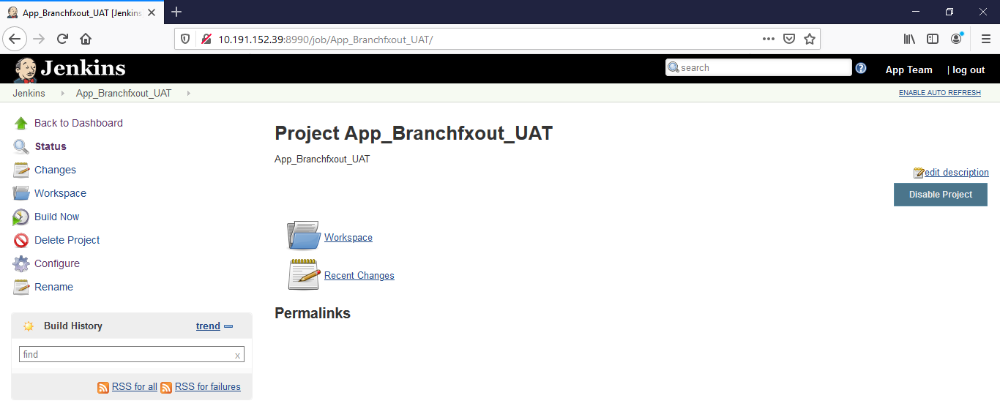 App_Branchfxout_UAT [Jenkins
10.191.152.39:8990/job/App_Branchfxout_UAT/
Jenkins
search
App Team
| log out
Jenkins
App_Branchfxout_UAT
ENABLE AUTO REFRESH
Back to Dashboard
Status
Changes
Workspace
Build Now
Delete Project
Configure
Rename
Build History
trend
find
x
RSS for all
RSS for failures
Project App_Branchfxout_UAT
App_Branchfxout_UAT
edit description
Disable Project
Workspace
Recent Changes
Permalinks